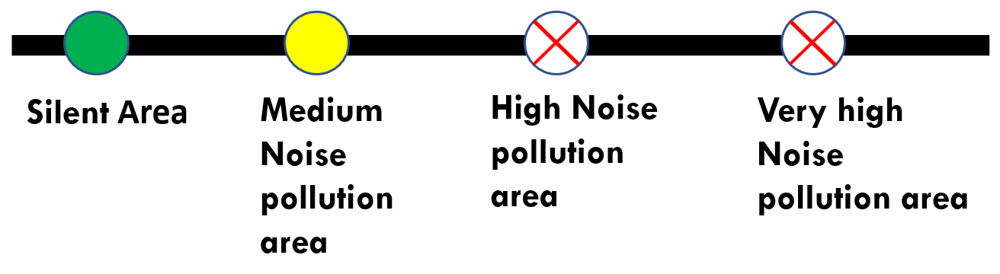 Silent Area
Medium
Noise
pollution
area
High Noise
pollution
area
Very high
Noise
pollution area